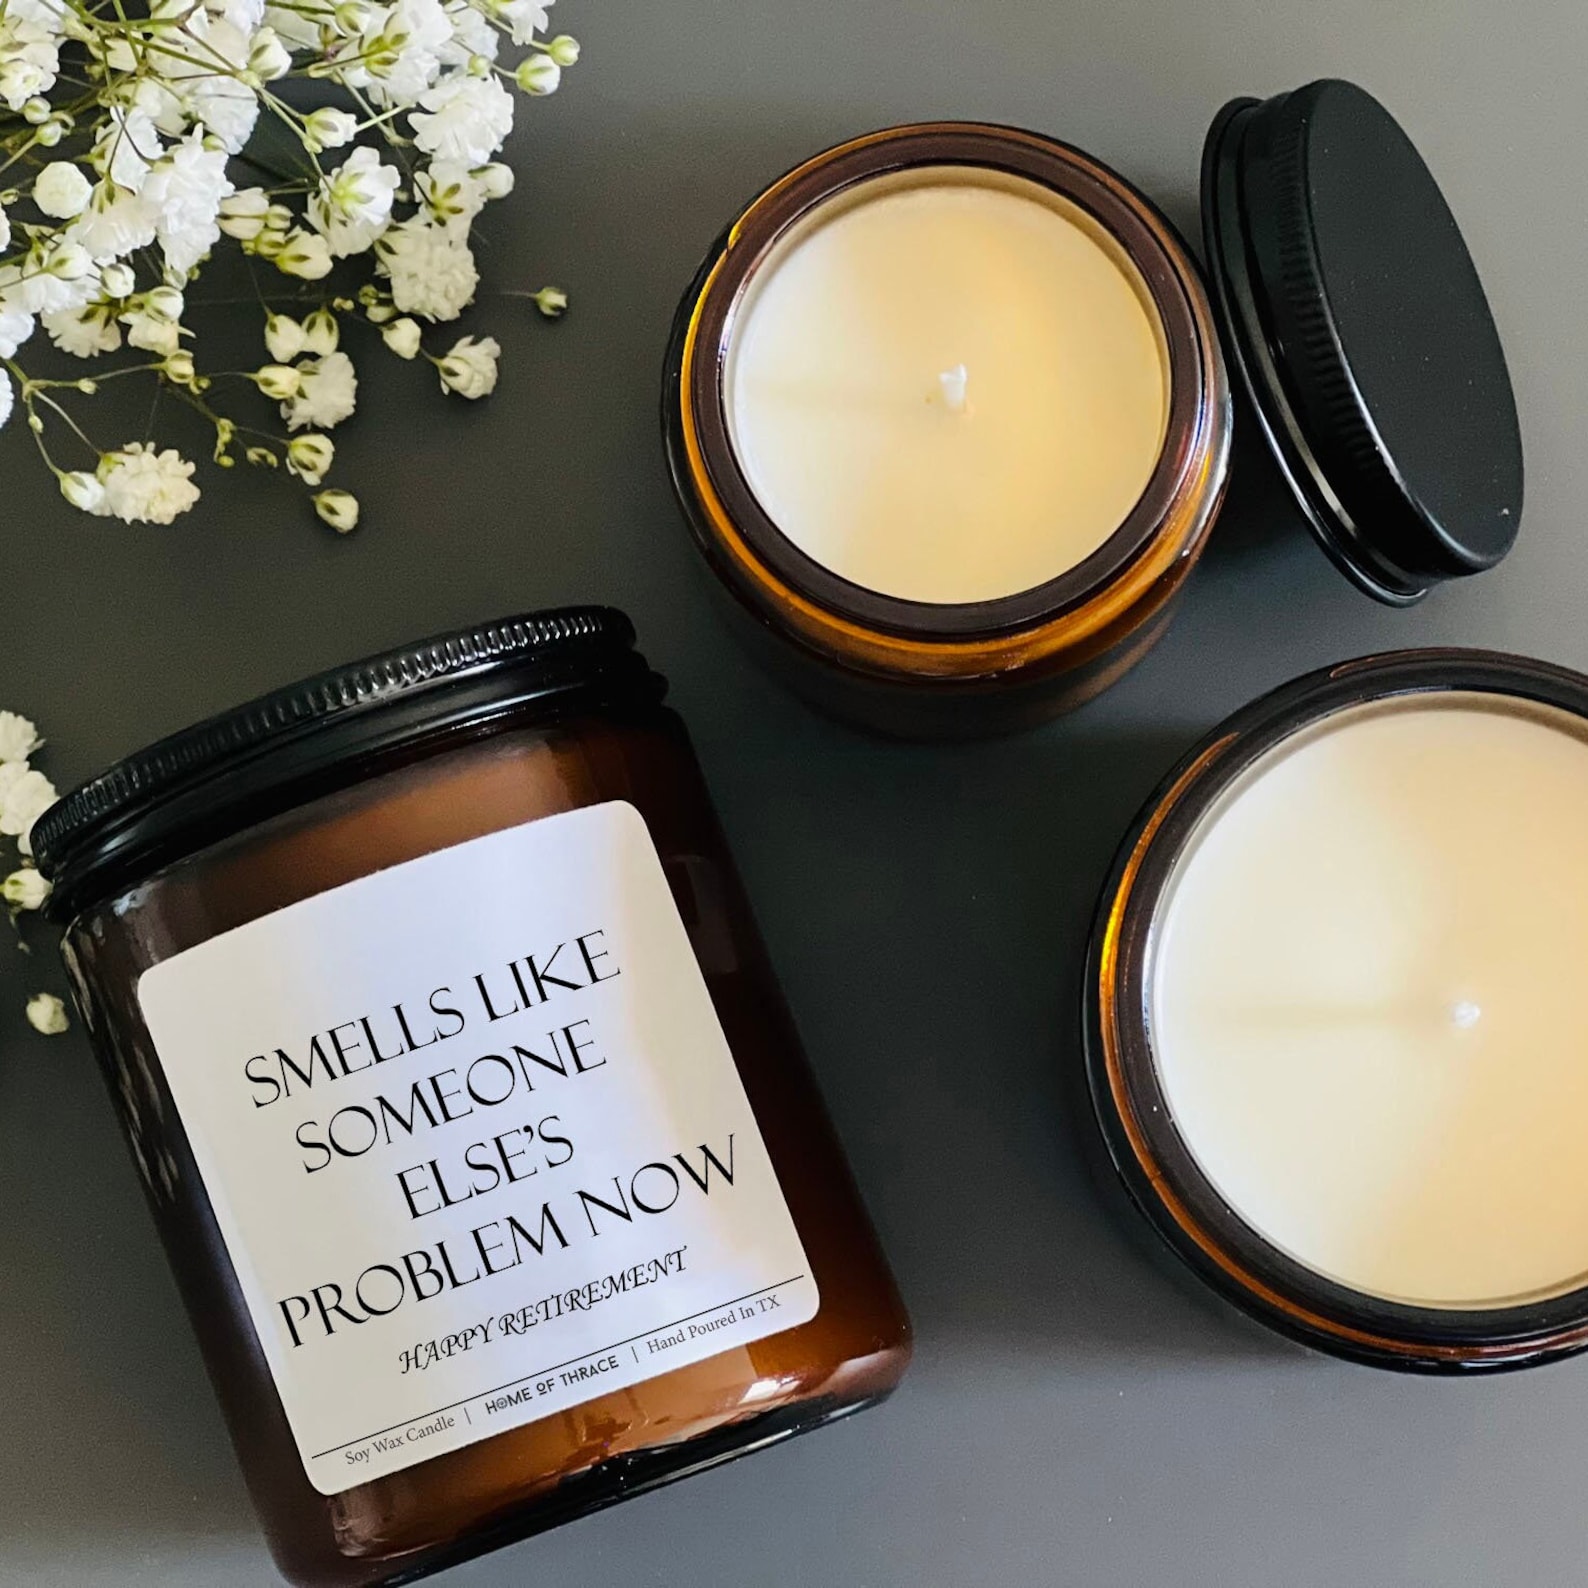 SMELLS LIKE
SOMEONE
ELSE'S
PROBLEM NOW
HAPPY RETIREMENT
Soy Wax Candle | HOME OF THRACE | Hand Poured In TX